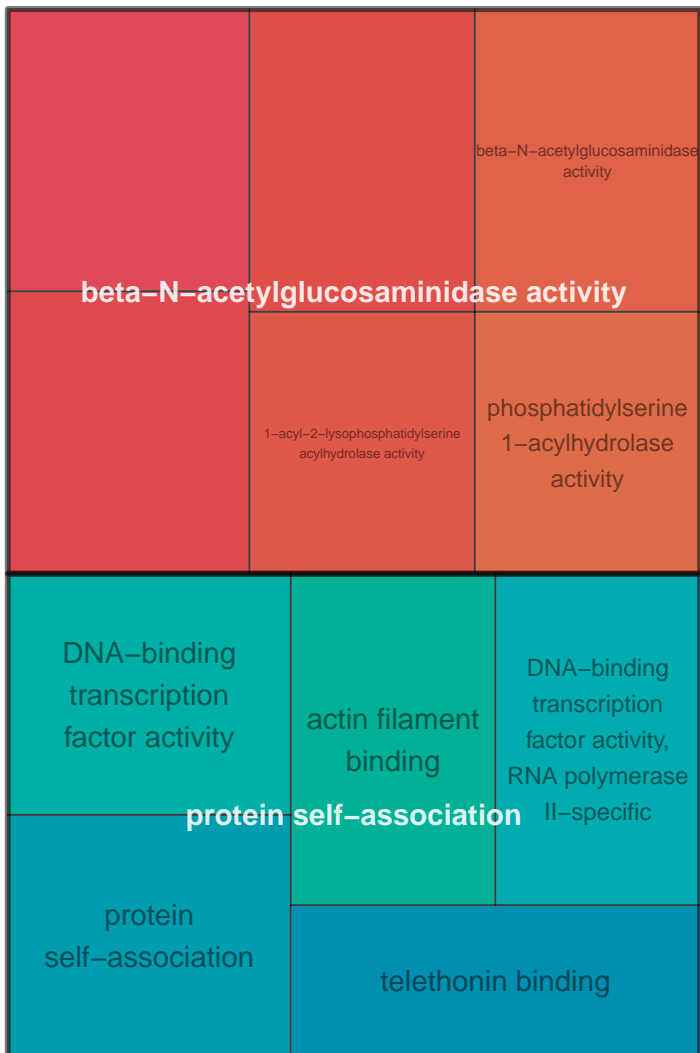 beta−N−acetylglucosaminidase
activity
beta−N−acetylglucosaminidase activity
1−acyl−2−lysophosphatidylserine
acylhydrolase activity
phosphatidylserine
1−acylhydrolase
activity
DNA−binding
transcription
factor activity
actin filament
binding
DNA−binding
transcription
factor activity,
RNA polymerase
II−specific
protein self−association
protein
self−association
telethonin binding